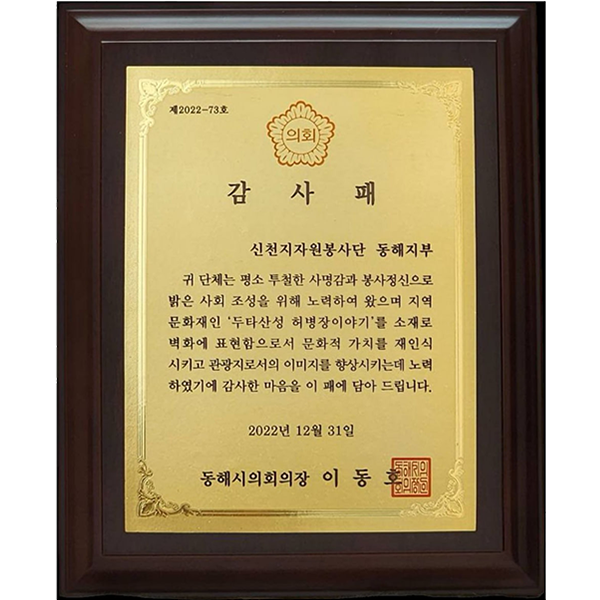 제2022-73호
의회
감 사 패
신천지자원봉사단 동해지부
귀 단체는 평소 투철한 사명감과 봉사정신으로
밝은 사회 조성을 위해 노력하여 왔으며 지역
문화재인 '두타산성 허병장이야기'를 소재로
벽화에 표현함으로서 문화적 가치를 재인식
시키고 관광지로서의 이미지를 향상시키는데 노력
하였기에 감사한 마음을 이 패에 담아 드립니다.
2022년 12월 31일
동해시의회의장 이 동 호